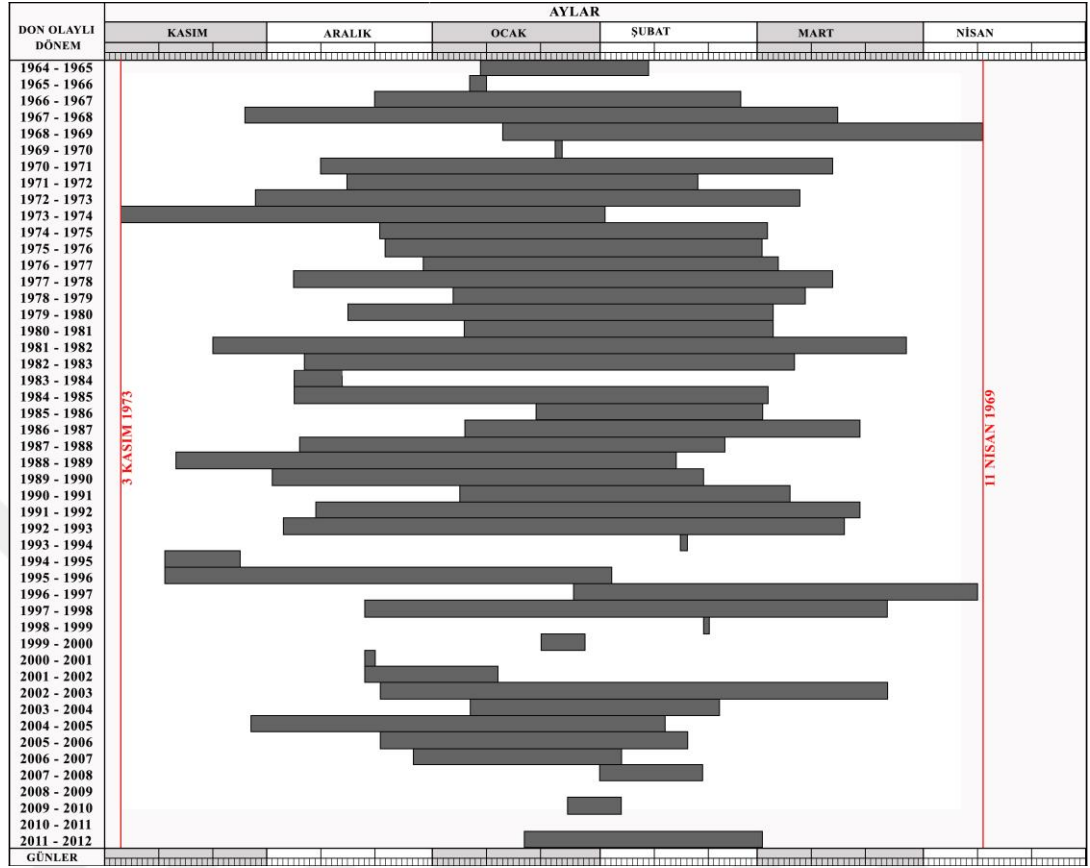 AYLAR
DON OLAYLI
DÖNEM
KASIM ARALIK OCAK ŞUBAT MART NİSAN
1964 - 1965
1965 - 1966
1966 - 1967
1967 - 1968
1968 - 1969
1969 - 1970
1970 - 1971
1971 - 1972
1972 - 1973
1973 - 1974
1974 - 1975
1975 - 1976
1976 - 1977
1977 - 1978
1978 - 1979
1979 - 1980
1980 - 1981
1981 - 1982
1982 - 1983
1983 - 1984
1984 - 1985
1985 - 1986
1986 - 1987
1987 - 1988
1988 - 1989
1989 - 1990
1990 - 1991
1991 - 1992
1992 - 1993
1993 - 1994
1994 - 1995
1995 - 1996
1996 - 1997
1997 - 1998
1998 - 1999
1999 - 2000
2000 - 2001
2001 - 2002
2002 - 2003
2003 - 2004
2004 - 2005
2005 - 2006
2006 - 2007
2007 - 2008
2008 - 2009
2009 - 2010
2010 - 2011
2011 - 2012
GÜNLER
3 KASIM 1973
11 NİSAN 1969